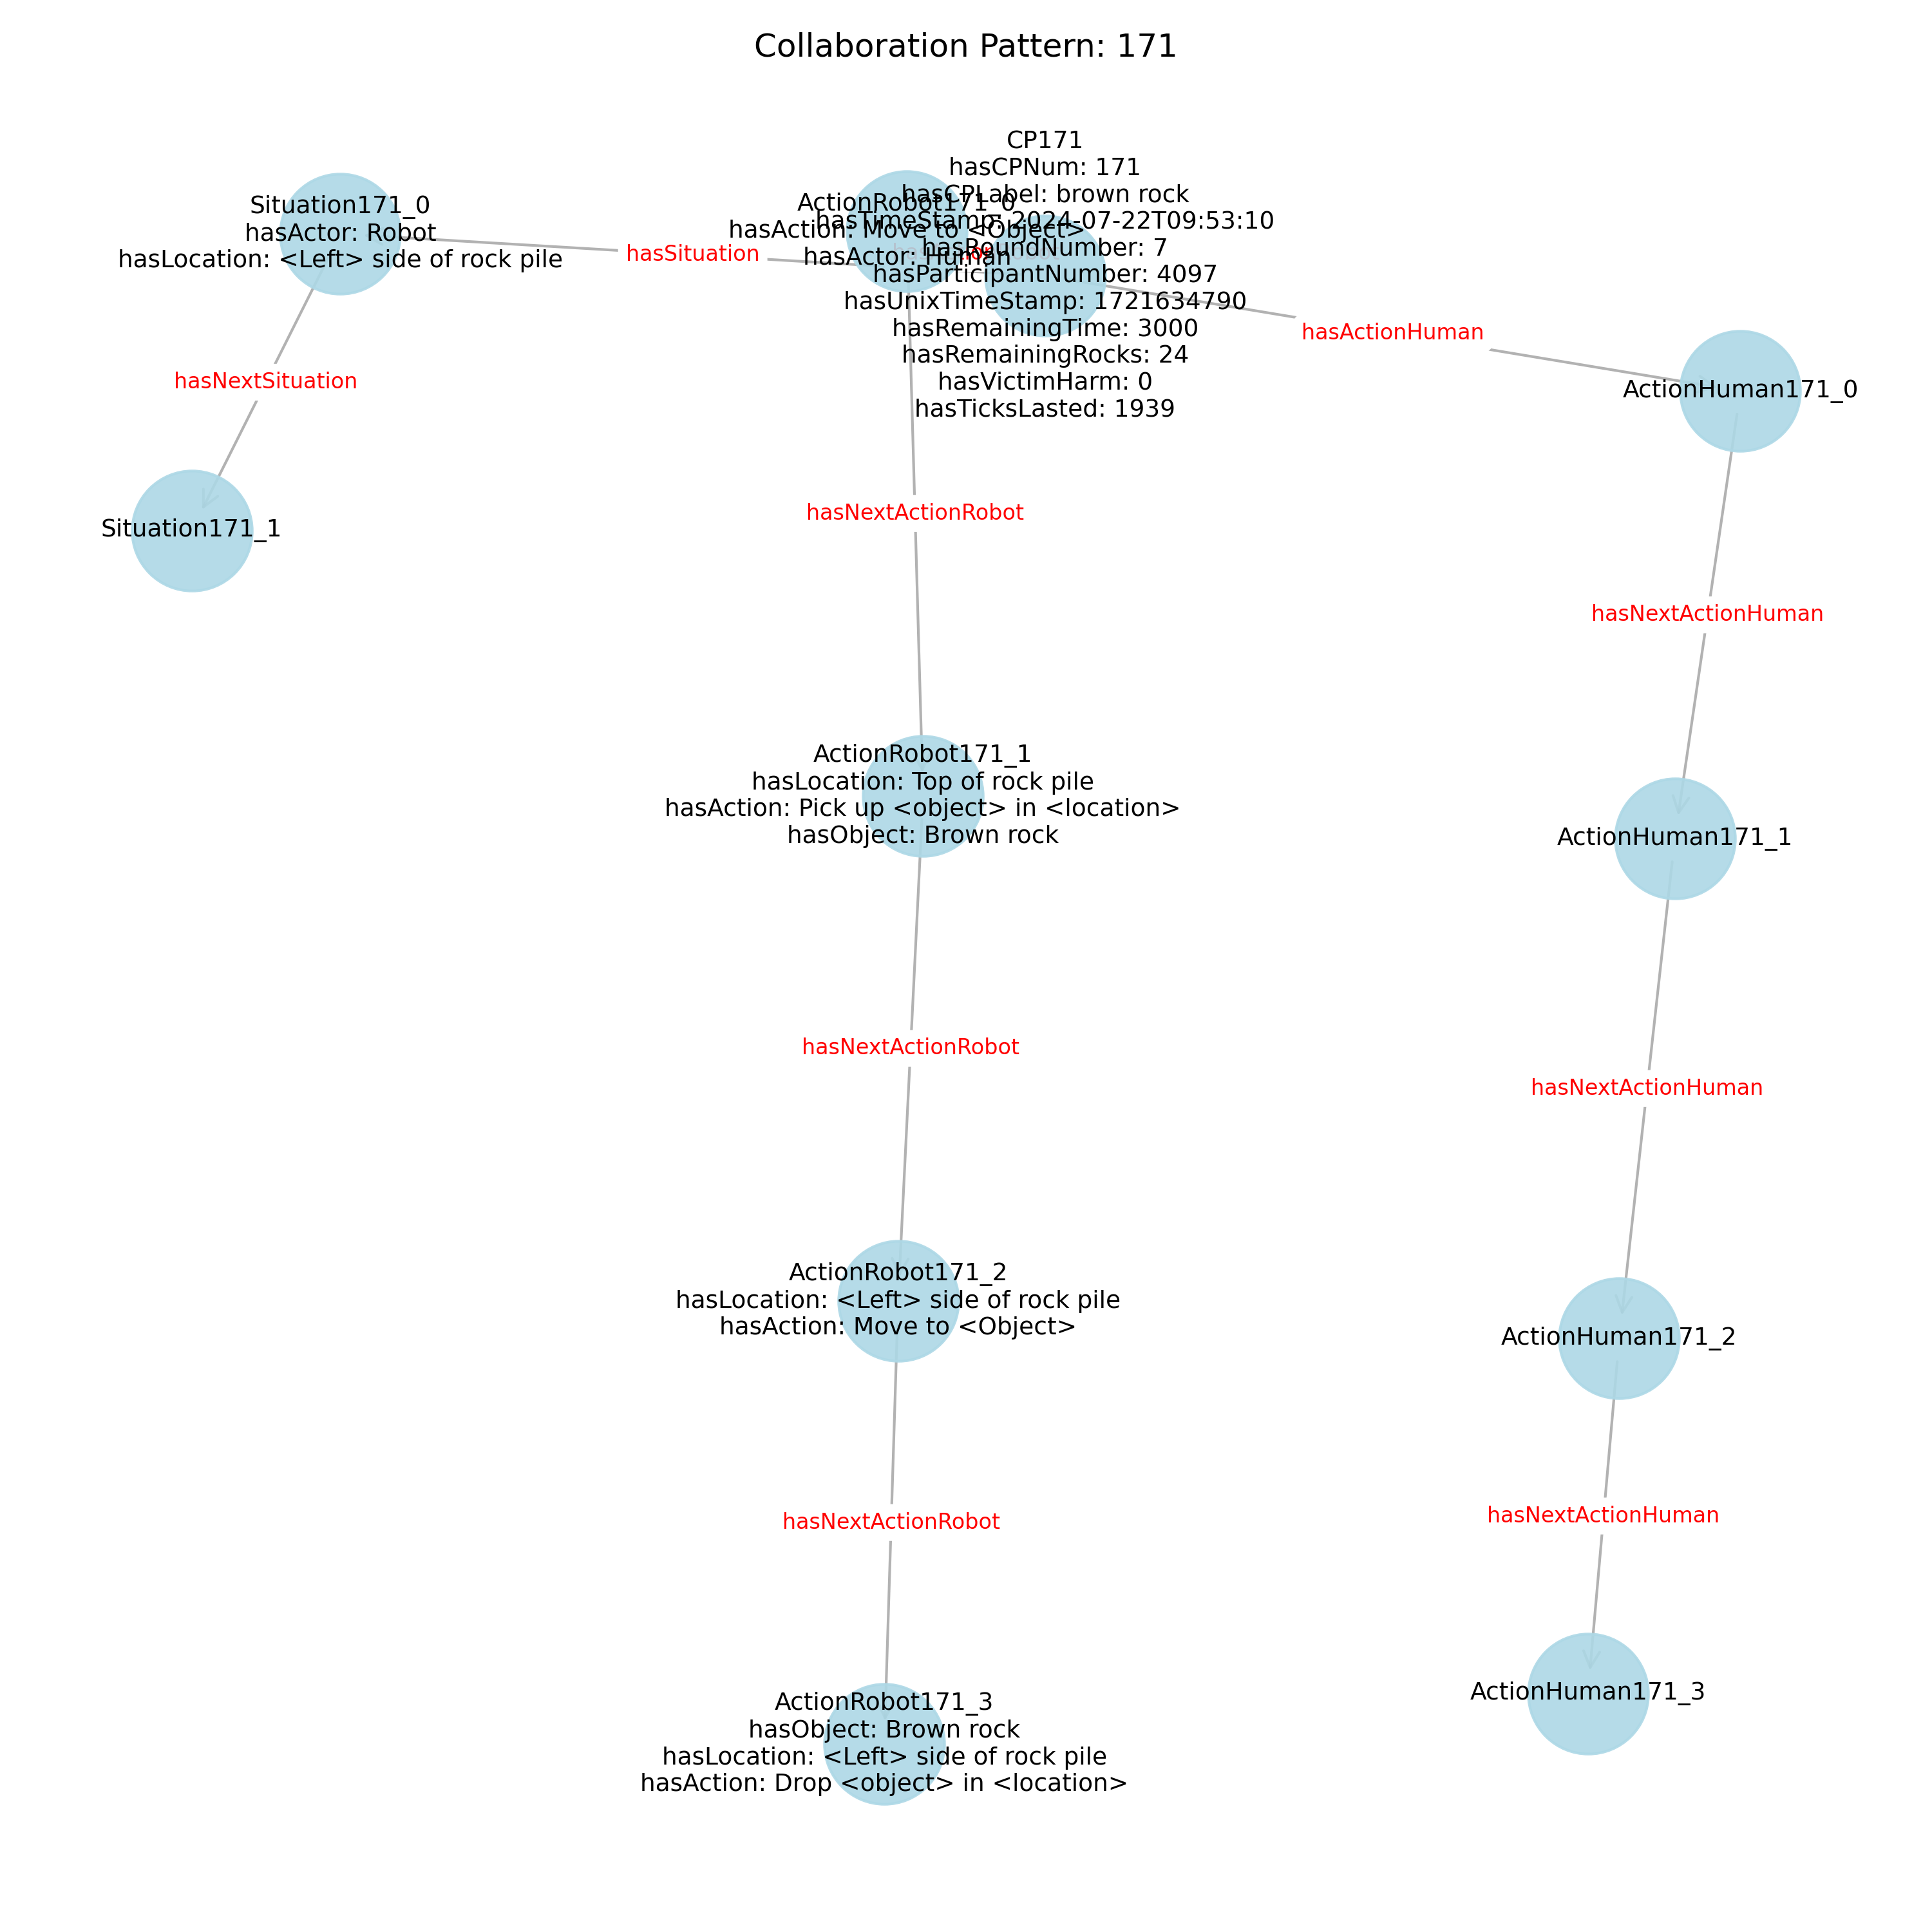 Collaboration Pattern: 171
CP171
hasCPNum: 171
hasCPLabel: brown rock
hasTimeStamp: 2024-07-22T09:53:10
hasRoundNumber: 7
hasParticipantNumber: 4097
hasUnixTimeStamp: 1721634790
hasRemainingTime: 3000
hasRemainingRocks: 24
hasVictimHarm: 0
hasTicksLasted: 1939
Situation171_0
hasActor: Robot
hasLocation: <Left> side of rock pile
hasSituation
ActionRobot171_0
hasAction: Move to <Object>
hasActor: Human
hasActionHuman
hasNextSituation
ActionHuman171_0
Situation171_1
hasNextActionRobot
hasNextActionHuman
ActionRobot171_1
hasLocation: Top of rock pile
hasAction: Pick up <object> in <location>
hasObject: Brown rock
ActionHuman171_1
hasNextActionRobot
hasNextActionHuman
ActionRobot171_2
hasLocation: <Left> side of rock pile
hasAction: Move to <Object>
ActionHuman171_2
hasNextActionRobot
hasNextActionHuman
ActionRobot171_3
hasObject: Brown rock
hasLocation: <Left> side of rock pile
hasAction: Drop <object> in <location>
ActionHuman171_3